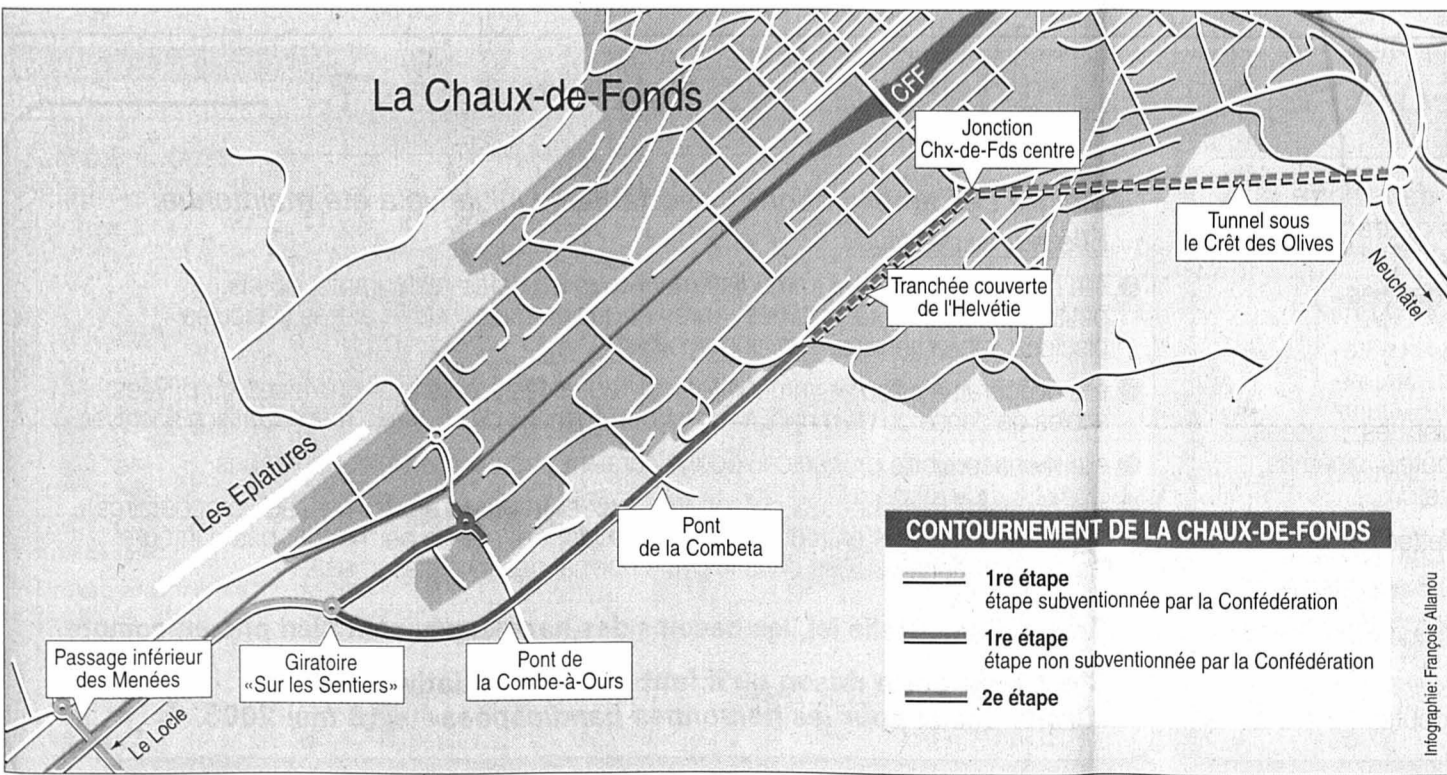 La Chaux-de-Fonds
CFF
Jonction
Chx-de-Fds centre
Tunnel sous
le Crêt des Olives
Neuchâtel
Tranchée couverte
de l'Helvétie
Les Eplatures
Pont
de la Combeta
Passage inférieur
des Menées
Giratoire
«Sur les Sentiers»
Pont de
la Combe-à-Ours
Le Locle
CONTOURNEMENT DE LA CHAUX-DE-FONDS
1re étape
étape subventionnée par la Confédération
1re étape
étape non subventionnée par la Confédération
2e étape
Infographie: François Allanou